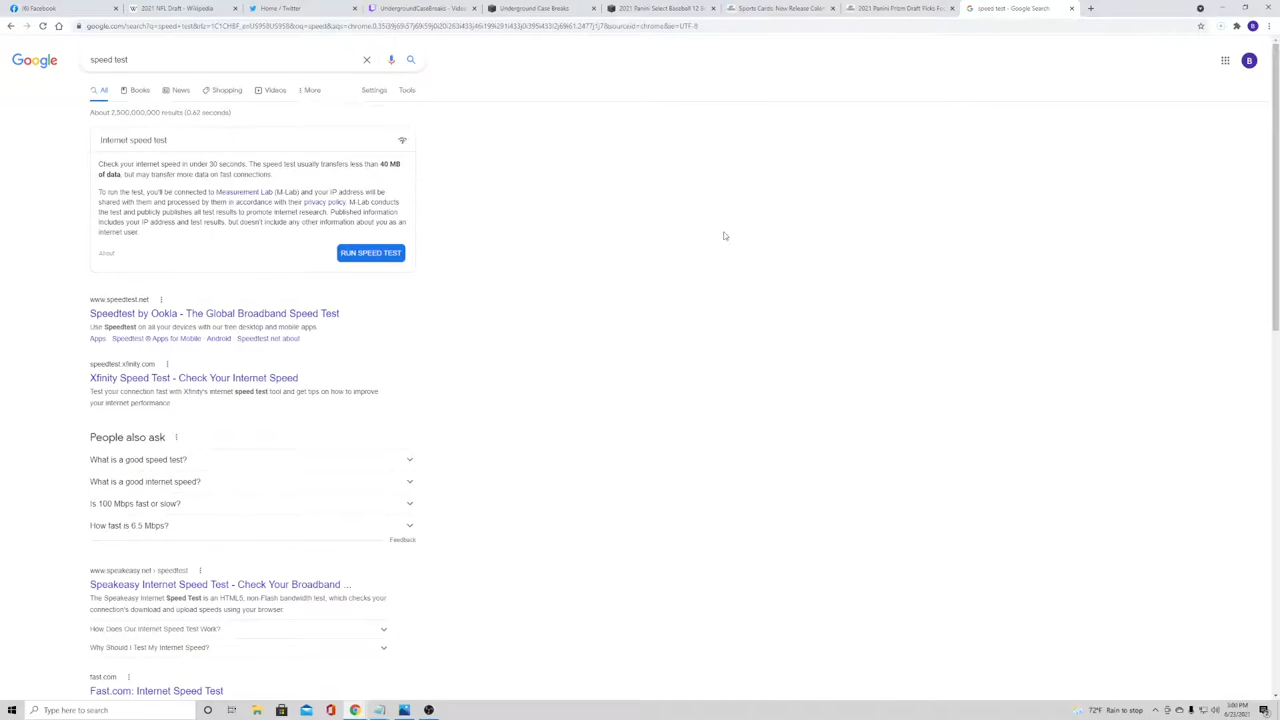 (6) Facebook
2021 NFL Draft - Wikipedia
Home / Twitter
UndergroundCaseBreaks - Video
Underground Case Breaks
2021 Panini Select Baseball 12
Sports Cards: New Release Cale
2021 Panini Prizm Draft Picks Fo
speed test - Google Search
Google
speed test
B
All
Books
News
Shopping
Videos
More
Settings
Tools
About 2,500,000,000 results (0.62 seconds)
Internet speed test
Check your internet speed in under 30 seconds. The speed test usually transfers less than 40 MB
of data, but may transfer more data on fast connections.
To run the test, you'll be connected to Measurement Lab (M-Lab) and your IP address will be
shared with them and processed by them in accordance with their privacy policy. M-Lab conducts
the test and publicly publishes all test results to promote internet research. Published information
includes your IP address and test results, but doesn't include any other information about you as an
internet user.
About
RUN SPEED TEST
www.speedtest.net
Speedtest by Ookla - The Global Broadband Speed Test
Use Speedtest on all your devices with our free desktop and mobile apps
Apps · Speedtest ® Apps for Mobile · Android · Speedtest net about
speedtest.xfinity.com
Xfinity Speed Test - Check Your Internet Speed
Test your connection fast with Xfinity's internet speed test tool and get tips on how to improve
your internet performance
People also ask
What is a good speed test?
What is a good internet speed?
Is 100 Mbps fast or slow?
How fast is 6.5 Mbps?
Feedback
www.speakeasy.net › speedtest
Speakeasy Internet Speed Test - Check Your Broadband ...
The Speakeasy Internet Speed Test is an HTML5, non-Flash bandwidth test, which checks your
connection's download and upload speeds using your browser.
How Does Our Internet Speed Test Work?
Why Should I Test My Internet Speed?
fast.com
Fast.com: Internet Speed Test
Type here to search
72°F Rain to stop
3:00 PM
6/23/2021